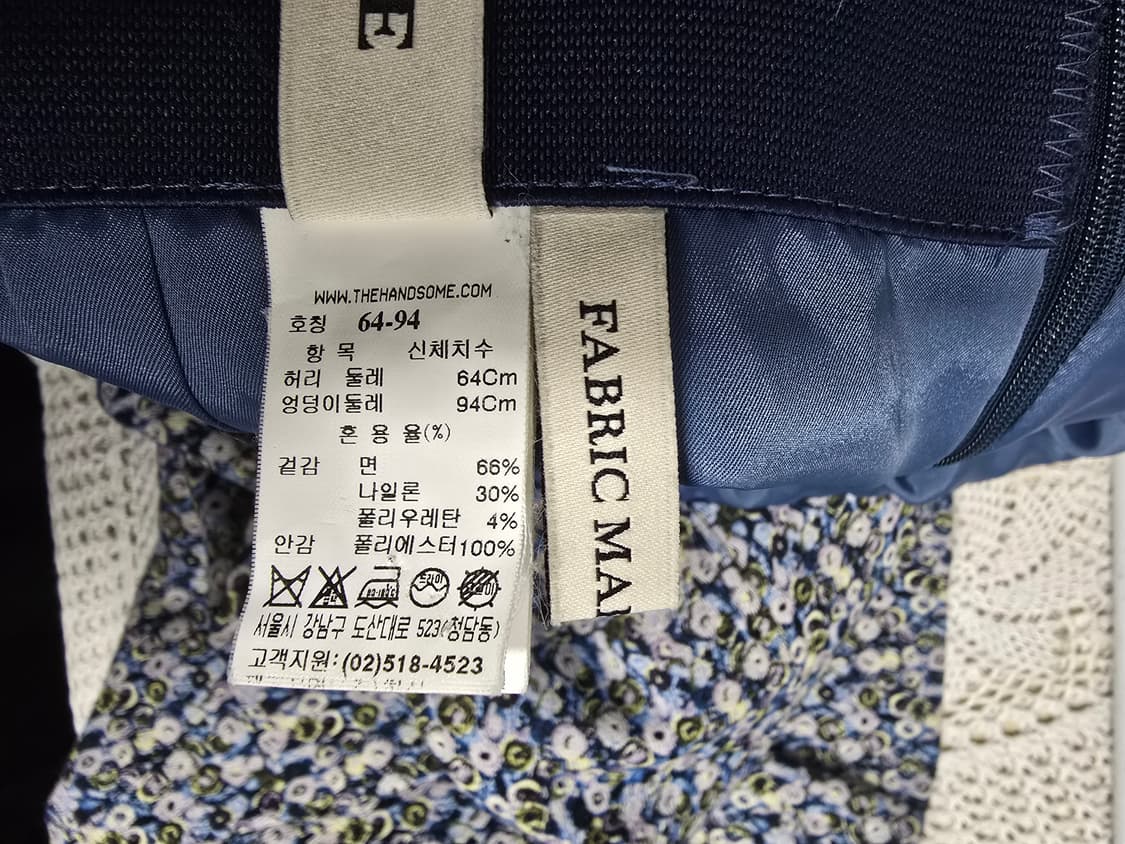 E
WWW.THEHANDSOME.COM
호칭 64-94
항 목 신체치수
허리 둘레 64Cm
엉덩이둘레 94Cm
혼 용 율(%)
겉감 면 66%
나일론 30%
폴리우레탄 4%
안감 폴리에스터100%
드라이
서울시 강남구 도산대로 523(청담동)
고객지원:(02)518-4523
FABRIC MA